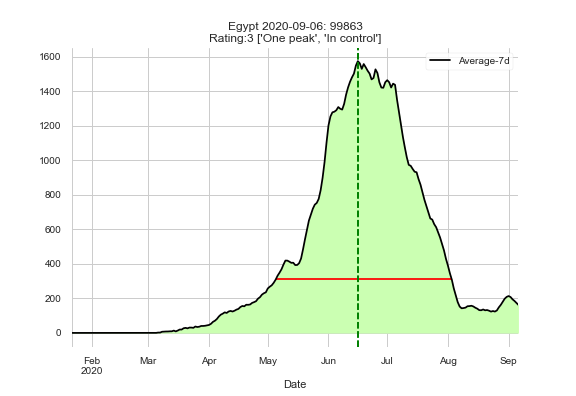 Egypt 2020-09-06: 99863
Rating:3 ['One peak', 'In control']
Average-7d
1600
1400
1200
1000
800
600
400
200
0
Feb
2020
Mar
Apr
May
Jun
Jul
Aug
Sep
Date